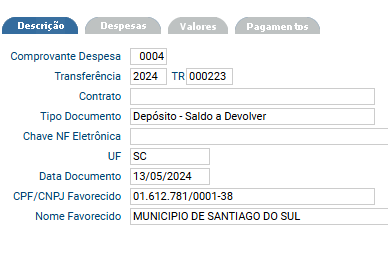 Descrição Despesas Valores Pagamentos
Comprovante Despesa 0004
Transferência 2024 TR 000223
Contrato
Tipo Documento Depósito - Saldo a Devolver
Chave NF Eletrônica
UF SC
Data Documento 13/05/2024
CPF/CNPJ Favorecido 01.612.781/0001-38
Nome Favorecido MUNICIPIO DE SANTIAGO DO SUL